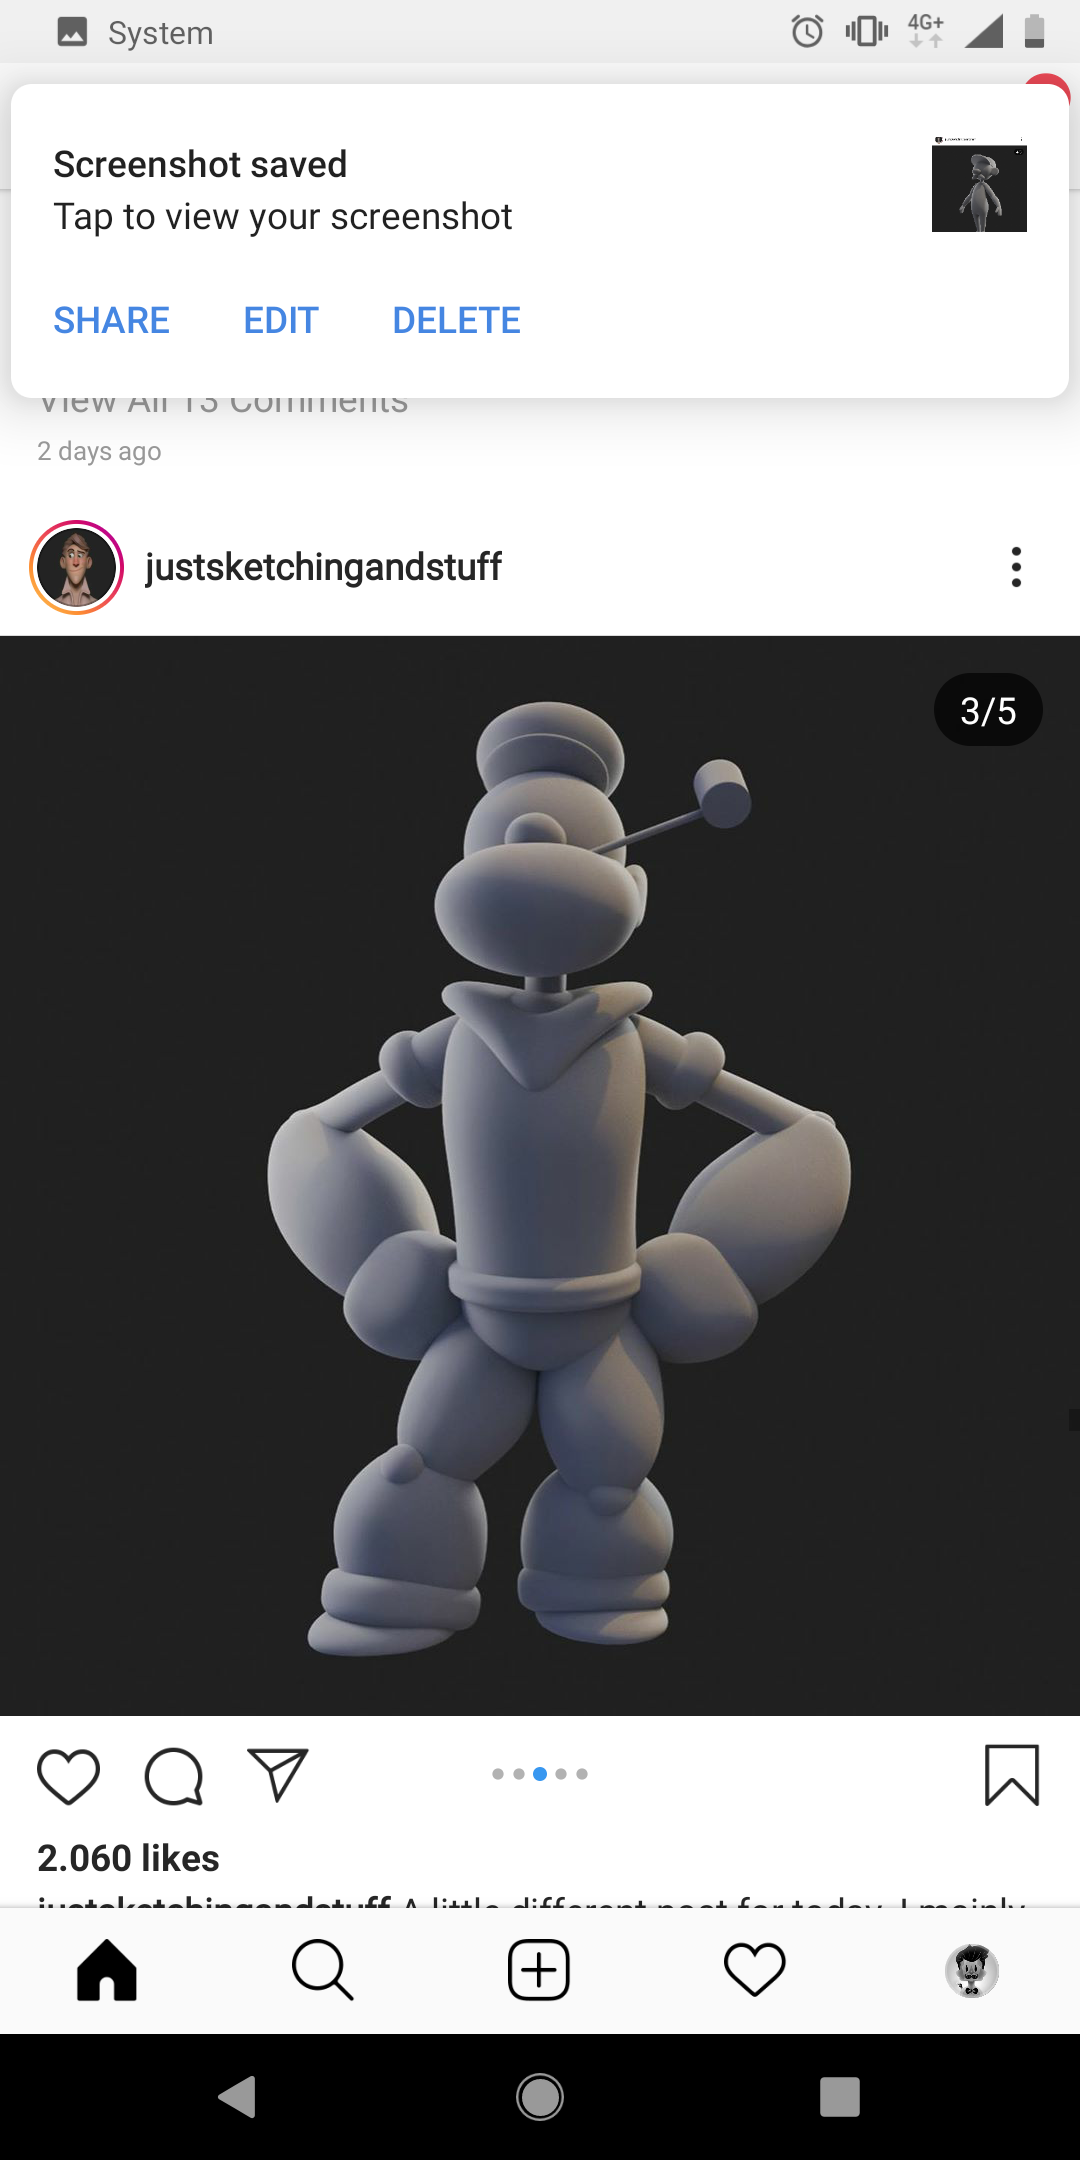 System
4G+
Screenshot saved
Tap to view your screenshot
SHARE EDIT DELETE
View All 13 Comments
2 days ago
justsketchingandstuff
3/5
2.060 likes
justsketchingandstuff A little different post for today. I mainly